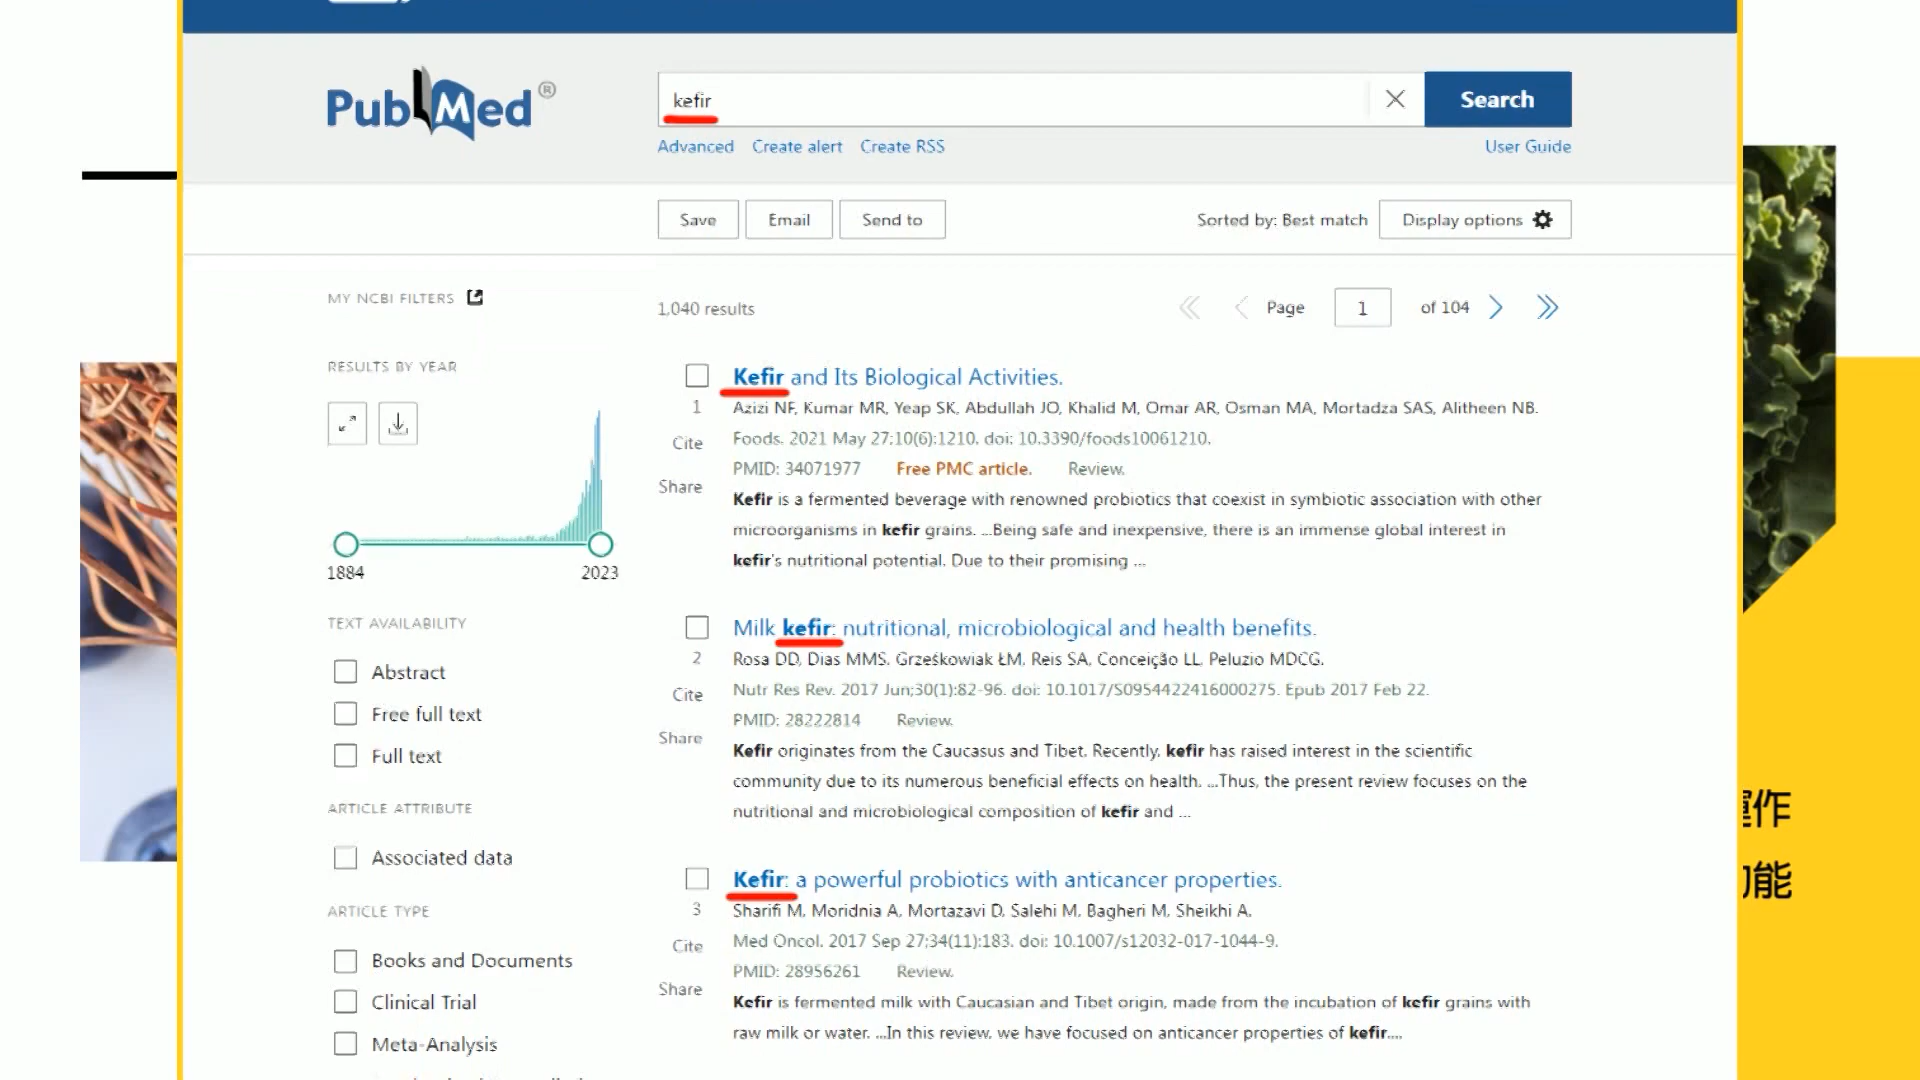 PubMed®
kefir
Search
Advanced Create alert Create RSS
User Guide
Save Email Send to
Sorted by: Best match
Display options
MY NCBI FILTERS
1,040 results
Page 1 of 104
RESULTS BY YEAR
1884 2023
TEXT AVAILABILITY
Abstract
Free full text
Full text
ARTICLE ATTRIBUTE
Associated data
ARTICLE TYPE
Books and Documents
Clinical Trial
Meta-Analysis
Kefir and Its Biological Activities.
1
Cite
Share
Azizi NF, Kumar MR, Yeap SK, Abdullah JO, Khalid M, Omar AR, Osman MA, Mortadza SAS, Alitheen NB.
Foods. 2021 May 27;10(6):1210. doi: 10.3390/foods10061210.
PMID: 34071977 Free PMC article. Review.
Kefir is a fermented beverage with renowned probiotics that coexist in symbiotic association with other
microorganisms in kefir grains. ...Being safe and inexpensive, there is an immense global interest in
kefir's nutritional potential. Due to their promising ...
Milk kefir: nutritional, microbiological and health benefits.
2
Cite
Share
Rosa DD, Dias MMS, Grześkowiak ŁM, Reis SA, Conceição LL, Peluzio MDCG.
Nutr Res Rev. 2017 Jun;30(1):82-96. doi: 10.1017/S0954422416000275. Epub 2017 Feb 22.
PMID: 28222814 Review.
Kefir originates from the Caucasus and Tibet. Recently, kefir has raised interest in the scientific
community due to its numerous beneficial effects on health. ...Thus, the present review focuses on the
nutritional and microbiological composition of kefir and ...
Kefir: a powerful probiotics with anticancer properties.
3
Cite
Share
Sharifi M, Moridnia A, Mortazavi D, Salehi M, Bagheri M, Sheikhi A.
Med Oncol. 2017 Sep 27;34(11):183. doi: 10.1007/s12032-017-1044-9.
PMID: 28956261 Review.
Kefir is fermented milk with Caucasian and Tibet origin, made from the incubation of kefir grains with
raw milk or water. ...In this review, we have focused on anticancer properties of kefir....
作
能